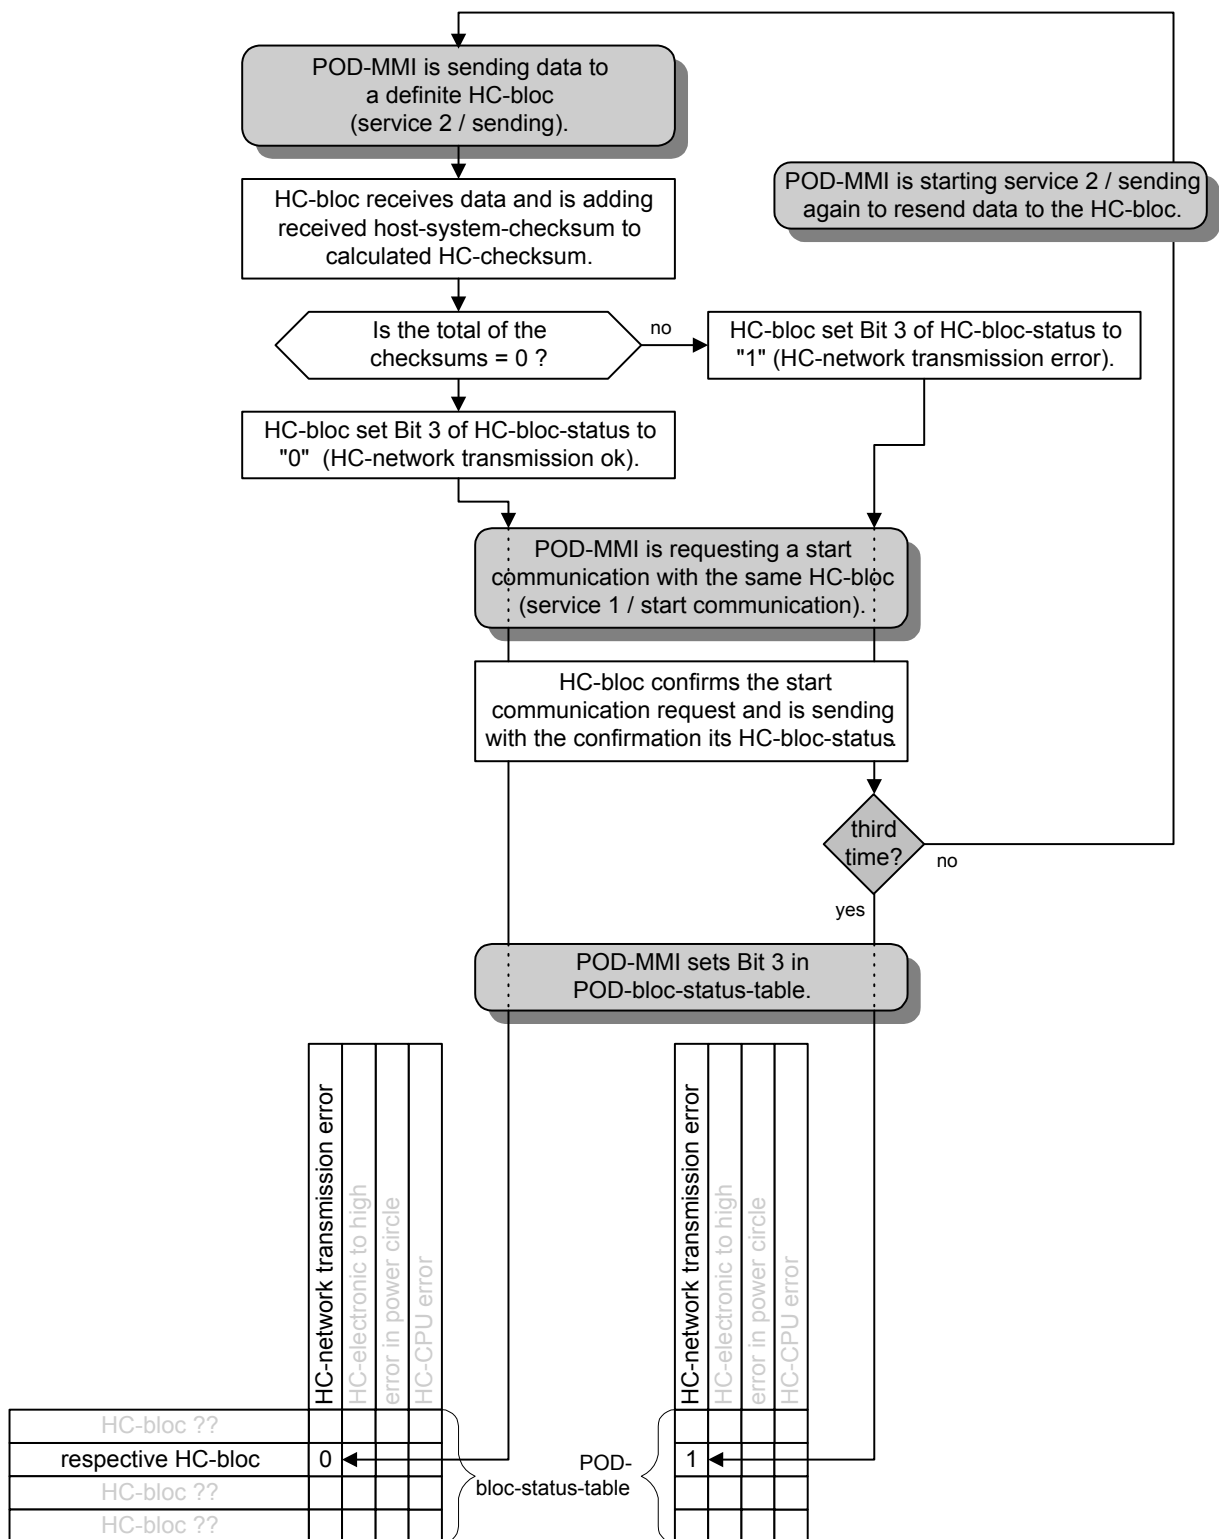 POD-MMI is sending data to
a definite HC-bloc
(service 2 / sending).
POD-MMI is starting service 2 / sending
again to resend data to the HC-bloc.
HC-bloc receives data and is adding
received host-system-checksum to
calculated HC-checksum.
Is the total of the
checksums = 0 ?
no
HC-bloc set Bit 3 of HC-bloc-status to
"1" (HC-network transmission error).
HC-bloc set Bit 3 of HC-bloc-status to
"0" (HC-network transmission ok).
POD-MMI is requesting a start
communication with the same HC-bloc
(service 1 / start communication).
HC-bloc confirms the start
communication request and is sending
with the confirmation its HC-bloc-status.
third
time?
no
yes
POD-MMI sets Bit 3 in
POD-bloc-status-table.
HC-network transmission error
HC-electronic to high
error in power circle
HC-CPU error
HC-network transmission error
HC-electronic to high
error in power circle
HC-CPU error
HC-bloc ??
respective HC-bloc
0
HC-bloc ??
HC-bloc ??
POD-
bloc-status-table
1